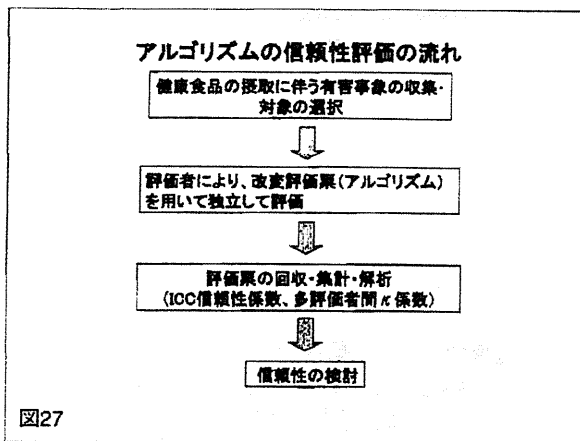 アルゴリズムの信頼性評価の流れ
健康食品の摂取に伴う有害事象の収集・
対象の選択
評価者により、改変評価票(アルゴリズム)
を用いて独立して評価
評価票の回収・集計・解析
(ICC信頼性係数、多評価者間κ係数)
信頼性の検討
図27